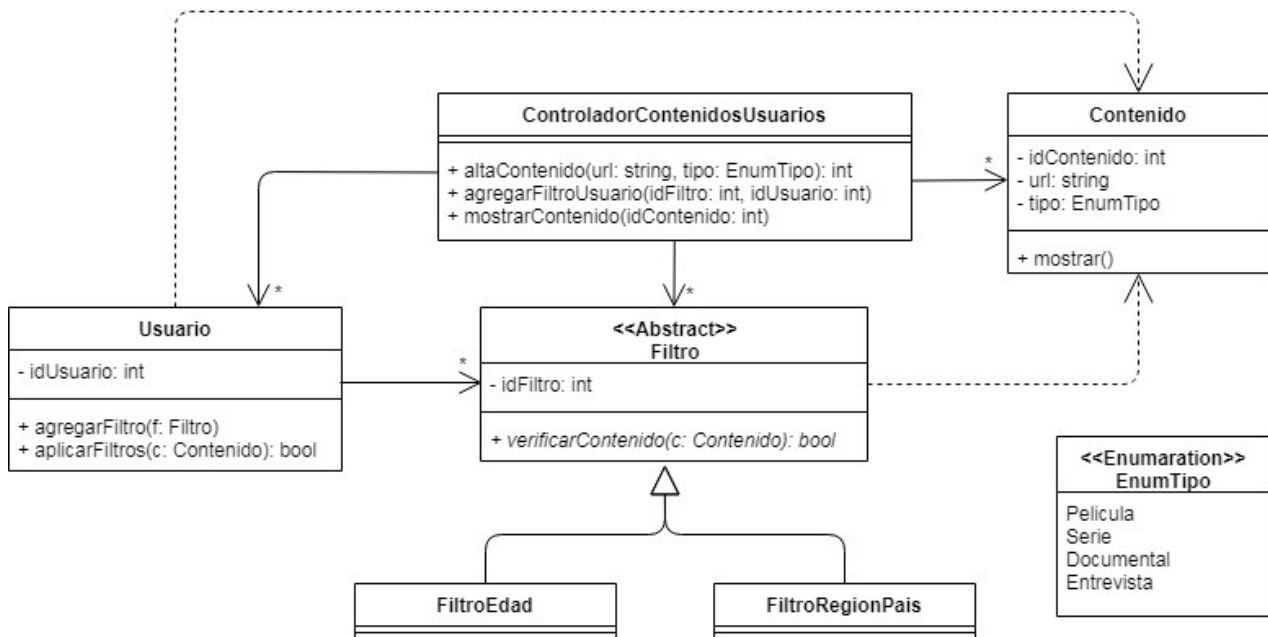 ControladorContenidosUsuarios
+ altaContenido(url: string, tipo: EnumTipo): int
+ agregarFiltroUsuario(idFiltro: int, idUsuario: int)
+ mostrarContenido(idContenido: int)
*
Contenido
- idContenido: int
- url: string
- tipo: EnumTipo
+ mostrar()
*
*
Usuario
- idUsuario: int
+ agregarFiltro(f: Filtro)
+ aplicarFiltros(c: Contenido): bool
*
<<Abstract>>
Filtro
- idFiltro: int
+ verificarContenido(c: Contenido): bool
<<Enumaration>>
EnumTipo
Pelicula
Serie
Documental
Entrevista
FiltroEdad
FiltroRegionPais